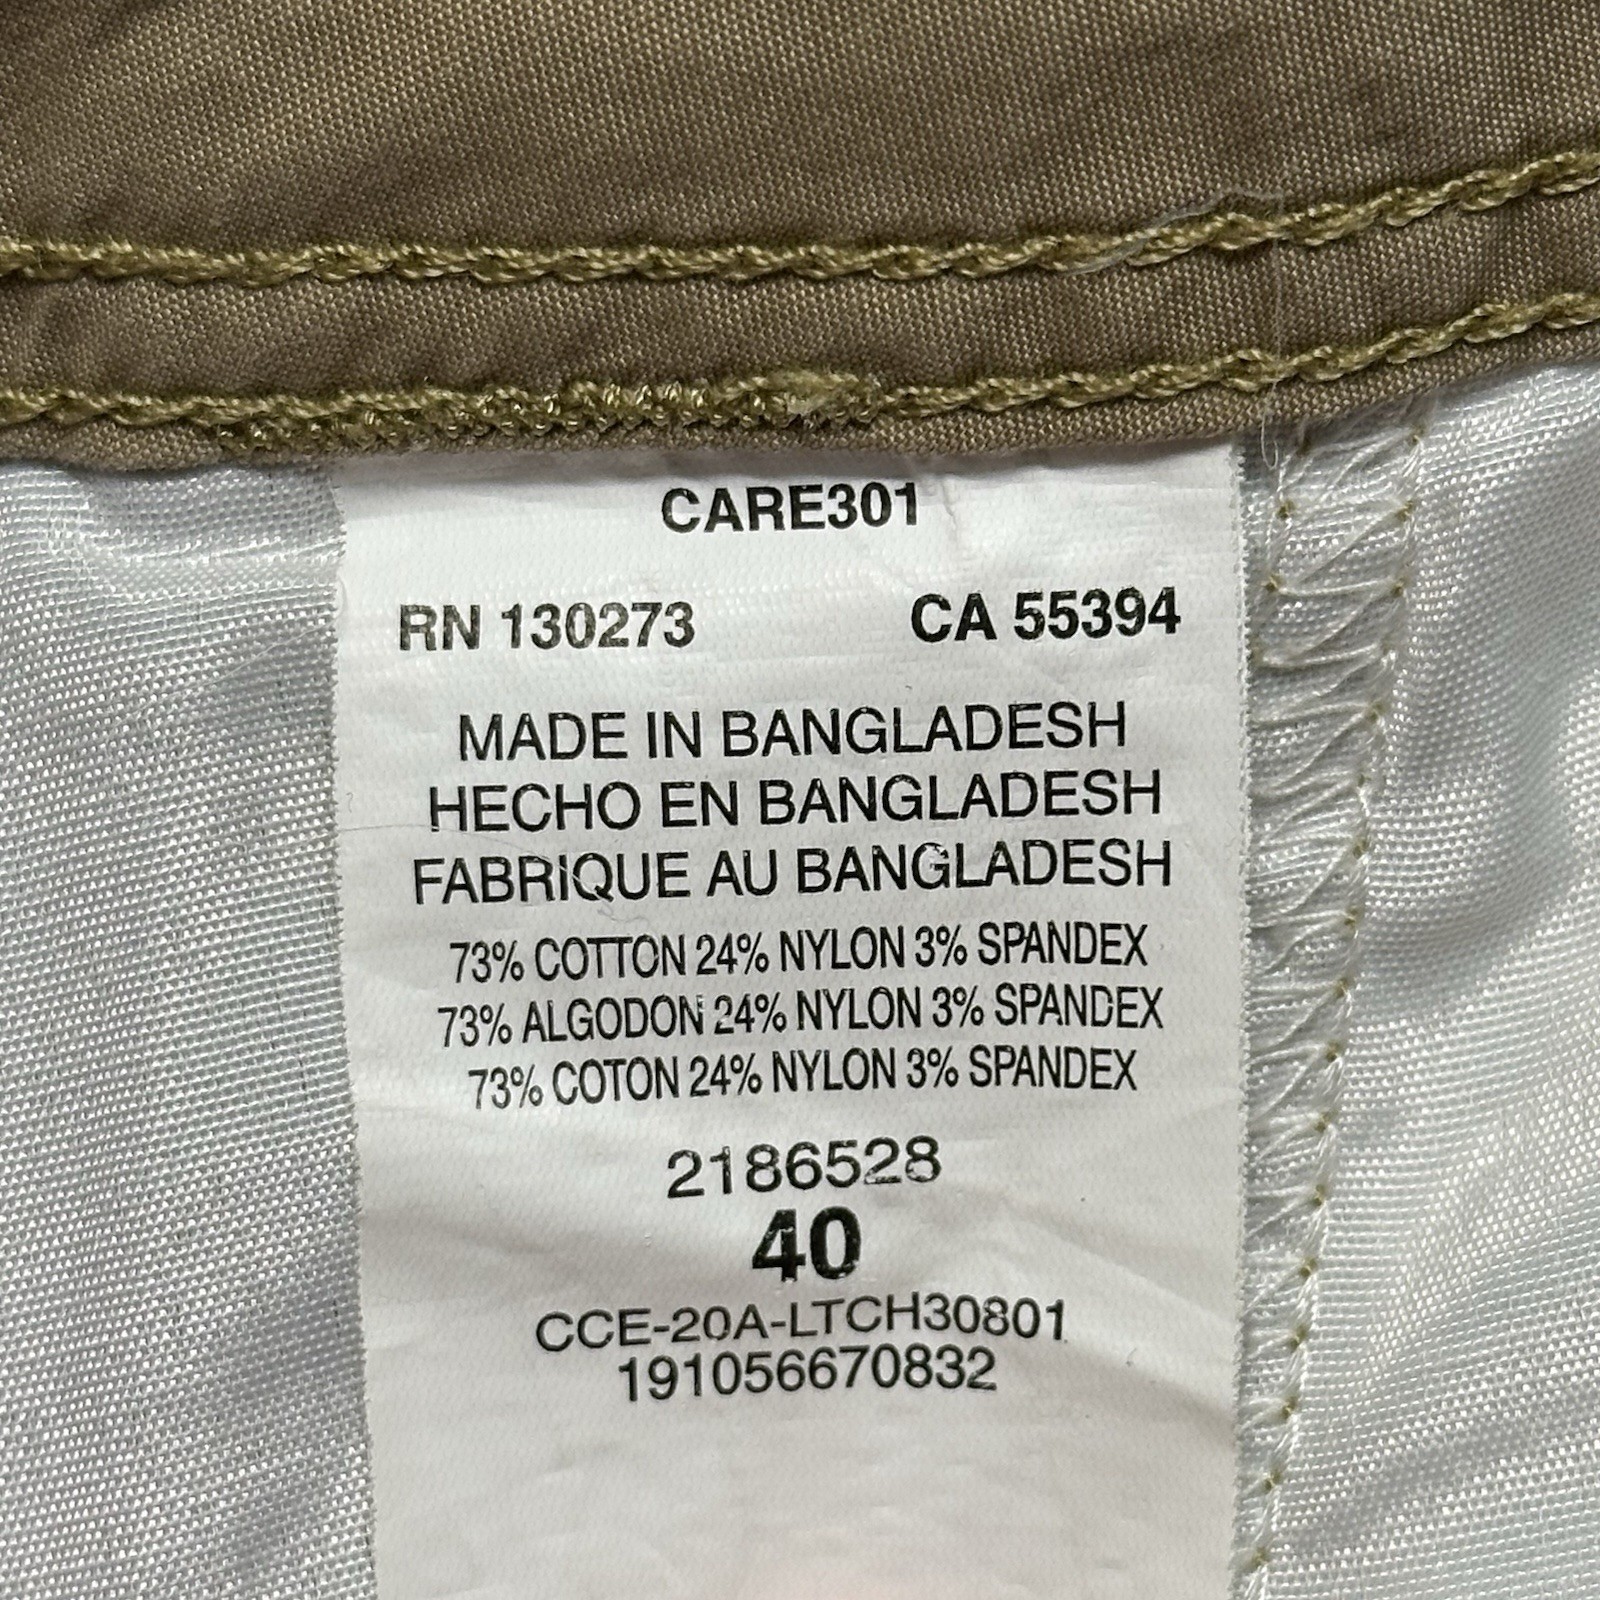 CARE301
RN 130273 CA 55394
MADE IN BANGLADESH
HECHO EN BANGLADESH
FABRIQUE AU BANGLADESH
73% COTTON 24% NYLON 3% SPANDEX
73% ALGODON 24% NYLON 3% SPANDEX
73% COTON 24% NYLON 3% SPANDEX
2186528
40
CCE-20A-LTCH30801
191056670832